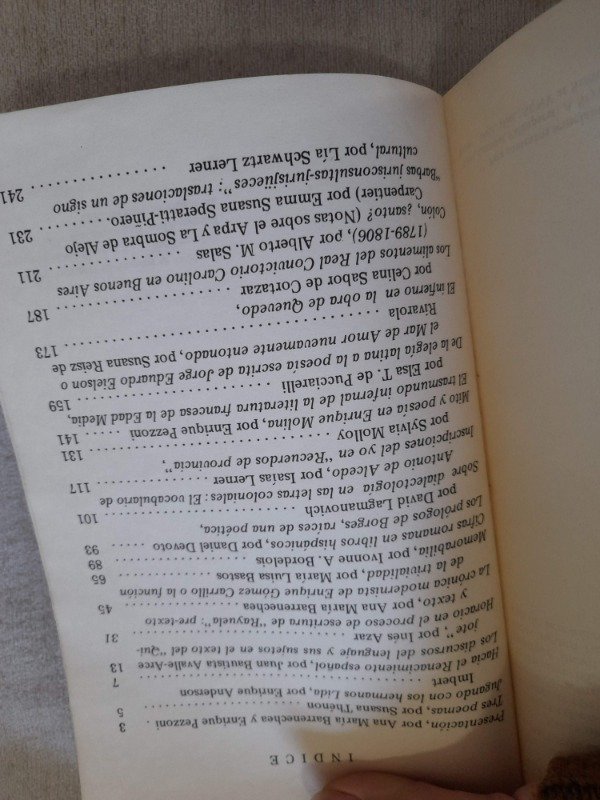 INDICE
Presentación, por Ana María Barrenechea y Enrique Pezzoni . 3
Tres poemas, por Susana Thénon . . . . . . . . . . 5
Jugando con los hermanos Lida, por Enrique Anderson
Imbert . . . . . . . . . . 7
Hacia el Renacimiento español, por Juan Bautista Avalle-Arce 13
Los discursos del lenguaje y sus sujetos en el texto del "Qui-
jote", por Inés Azar . . . . . . . . . . 31
Horacio en el proceso de escritura de "Rayuela": pre-texto
y texto, por Ana María Barrenechea . . . . . . . . . . 45
La crónica modernista de Enrique Gómez Carrillo o la función
de la trivialidad, por María Luisa Bastos . . . . . . . . . . 65
Memorabilia, por Ivonne A. Bordelois . . . . . . . . . . 89
Cifras romanas en libros hispánicos, por Daniel Devoto . . . . 93
Los prólogos de Borges, raíces de una poética,
por David Lagmanovich . . . . . . . . . . 101
Sobre dialectología en las letras coloniales: El vocabulario de
Antonio de Alcedo, por Isaías Lerner . . . . . . . . . . 117
Inscripciones del yo en "Recuerdos de provincia",
por Sylvia Molloy . . . . . . . . . . 131
Mito y poesía en Enrique Molina, por Enrique Pezzoni . . . . . 141
El trasmundo infernal de la literatura francesa de la Edad Media,
por Elsa T. de Pucciarelli . . . . . . . . . . 159
De la elegía latina a la poesía escrita de Jorge Eduardo Eielson o
el Mar de Amor nuevamente entonado, por Susana Reisz de
Rivarola . . . . . . . . . . 173
El infierno en la obra de Quevedo,
por Celina Sabor de Cortazar . . . . . . . . . . 187
Los alimentos del Real Convictorio Carolino en Buenos Aires
(1789-1806), por Alberto M. Salas . . . . . . . . . . 211
Colón, ¿santo? (Notas sobre El Arpa y La Sombra de Alejo
Carpentier) por Emma Susana Speratti-Piñero. . . . . . . . . . 231
"Barbas jurisconsultas-jurisjüeces": traslaciones de un signo
cultural, por Lía Schwartz Lerner . . . . . . . . . . 241